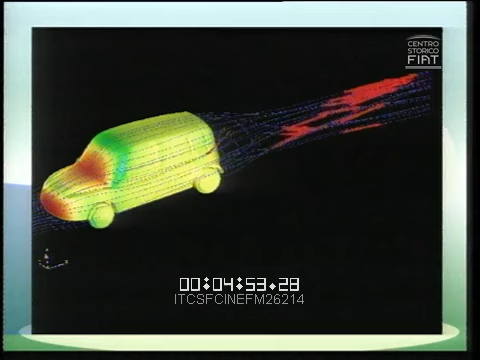 CENTRO
STORICO
FIAT
00:04:53.28
ITCSFCINEFM26214